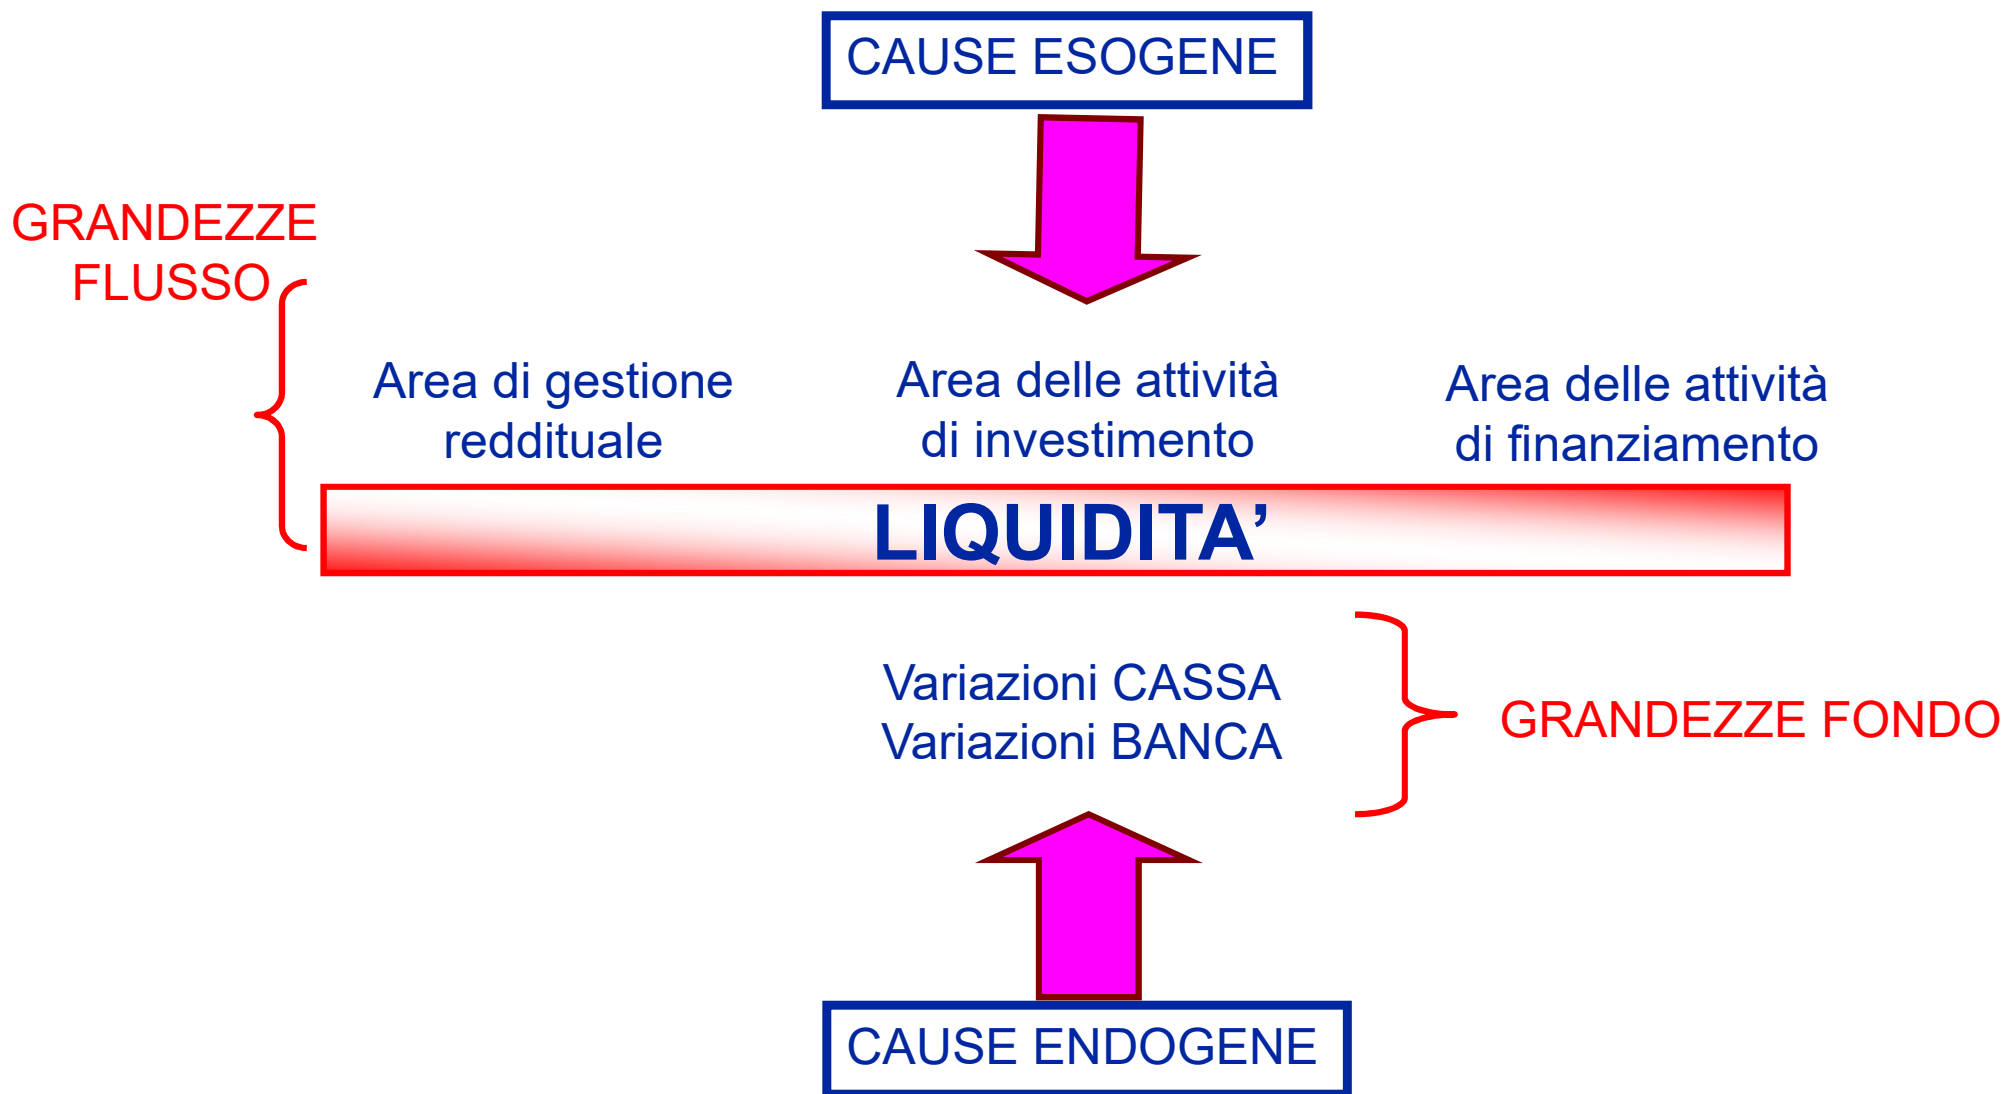 CAUSE ESOGENE
GRANDEZZE
FLUSSO
Area di gestione
reddituale
Area delle attività
di investimento
Area delle attività
di finanziamento
LIQUIDITA’
Variazioni CASSA
Variazioni BANCA
GRANDEZZE FONDO
CAUSE ENDOGENE